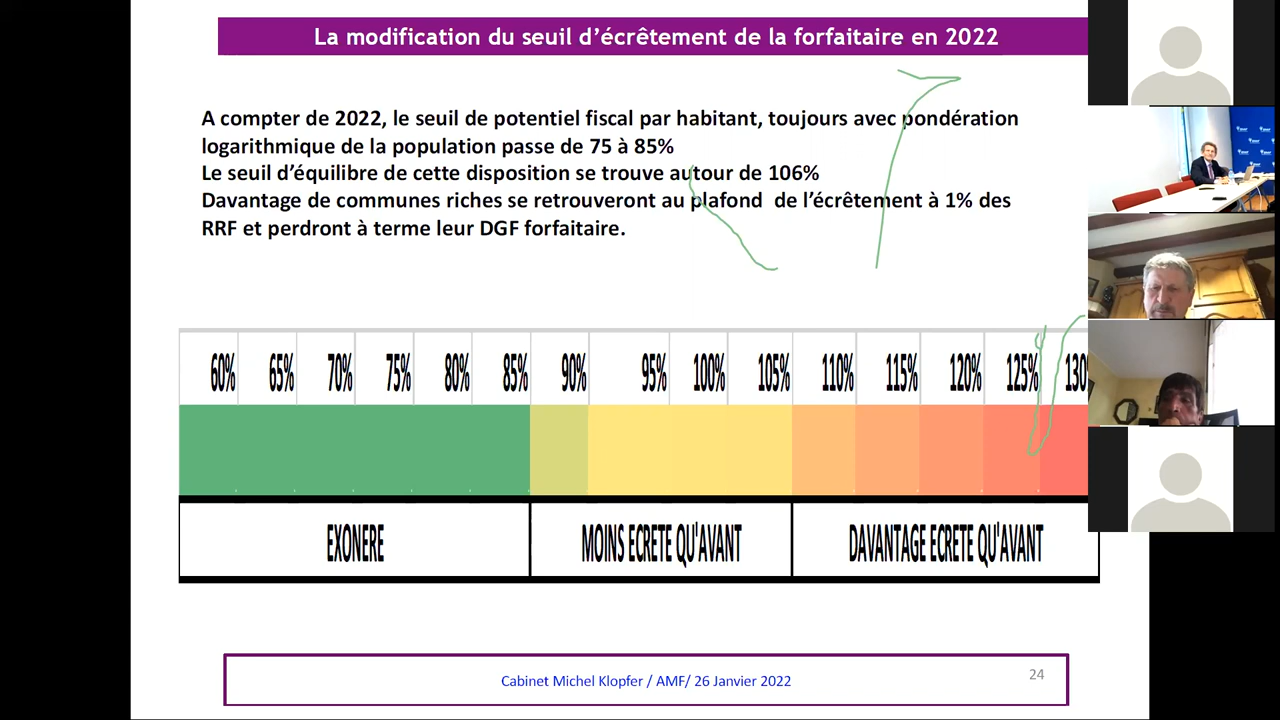 La modification du seuil d'écrêtement de la forfaitaire en 2022
A compter de 2022, le seuil de potentiel fiscal par habitant, toujours avec pondération
logarithmique de la population passe de 75 à 85%
Le seuil d'équilibre de cette disposition se trouve autour de 106%
Davantage de communes riches se retrouveront au plafond de l'écrêtement à 1% des
RRF et perdront à terme leur DGF forfaitaire.
60% 65% 70% 75% 80% 85% 90% 95% 100% 105% 110% 115% 120% 125% 130
EXONERE MOINS ECRETE QU'AVANT DAVANTAGE ECRETE QU'AVANT
24
Cabinet Michel Klopfer / AMF/ 26 Janvier 2022